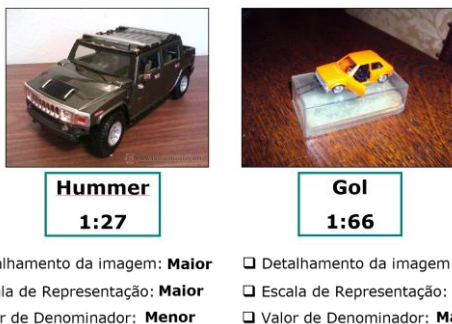 Hummer
1:27
Gol
1:66
lhamento da imagem: Maior
la de Representação: Maior
r de Denominador: Menor
Detalhamento da imagem
Escala de Representação:
Valor de Denominador: Ma